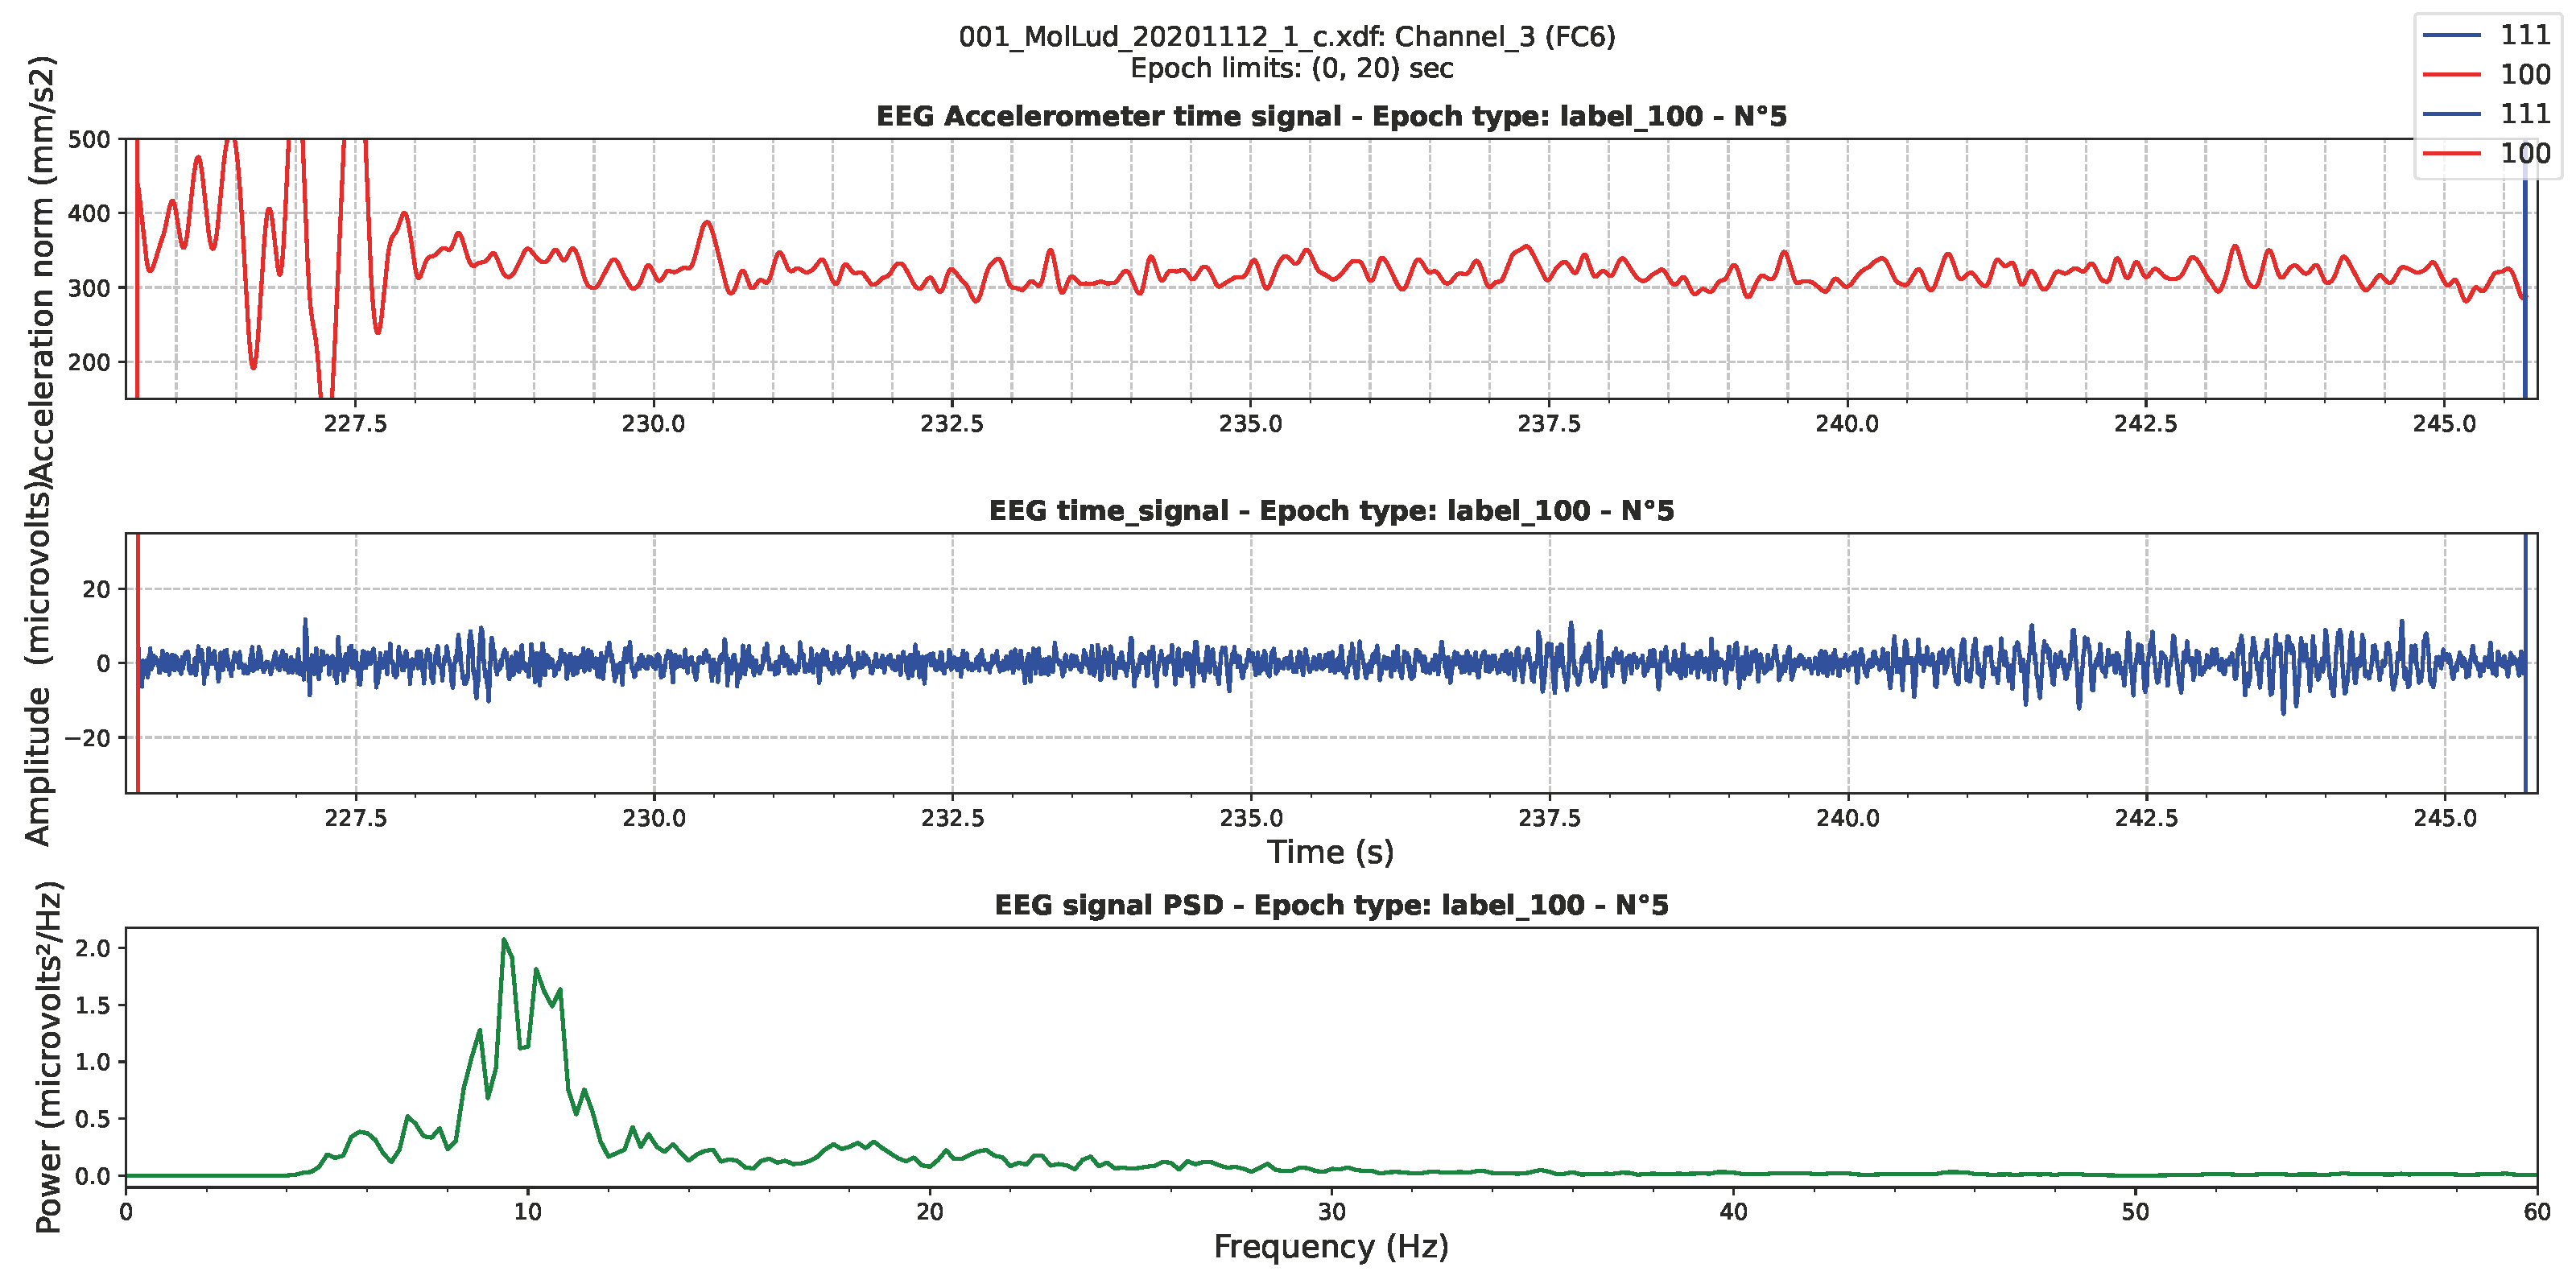 001_MolLud_20201112_1_c.xdf: Channel_3 (FC6)
Epoch limits: (0, 20) sec
111
100
111
100
EEG Accelerometer time signal - Epoch type: label_100 - N°5
Acceleration norm (mm/s2)
500
400
300
200
227.5 230.0 232.5 235.0 237.5 240.0 242.5 245.0
EEG time_signal - Epoch type: label_100 - N°5
Amplitude (microvolts)
20
0
−20
227.5 230.0 232.5 235.0 237.5 240.0 242.5 245.0
Time (s)
EEG signal PSD - Epoch type: label_100 - N°5
Power (microvolts²/Hz)
2.0
1.5
1.0
0.5
0.0
0 10 20 30 40 50 60
Frequency (Hz)